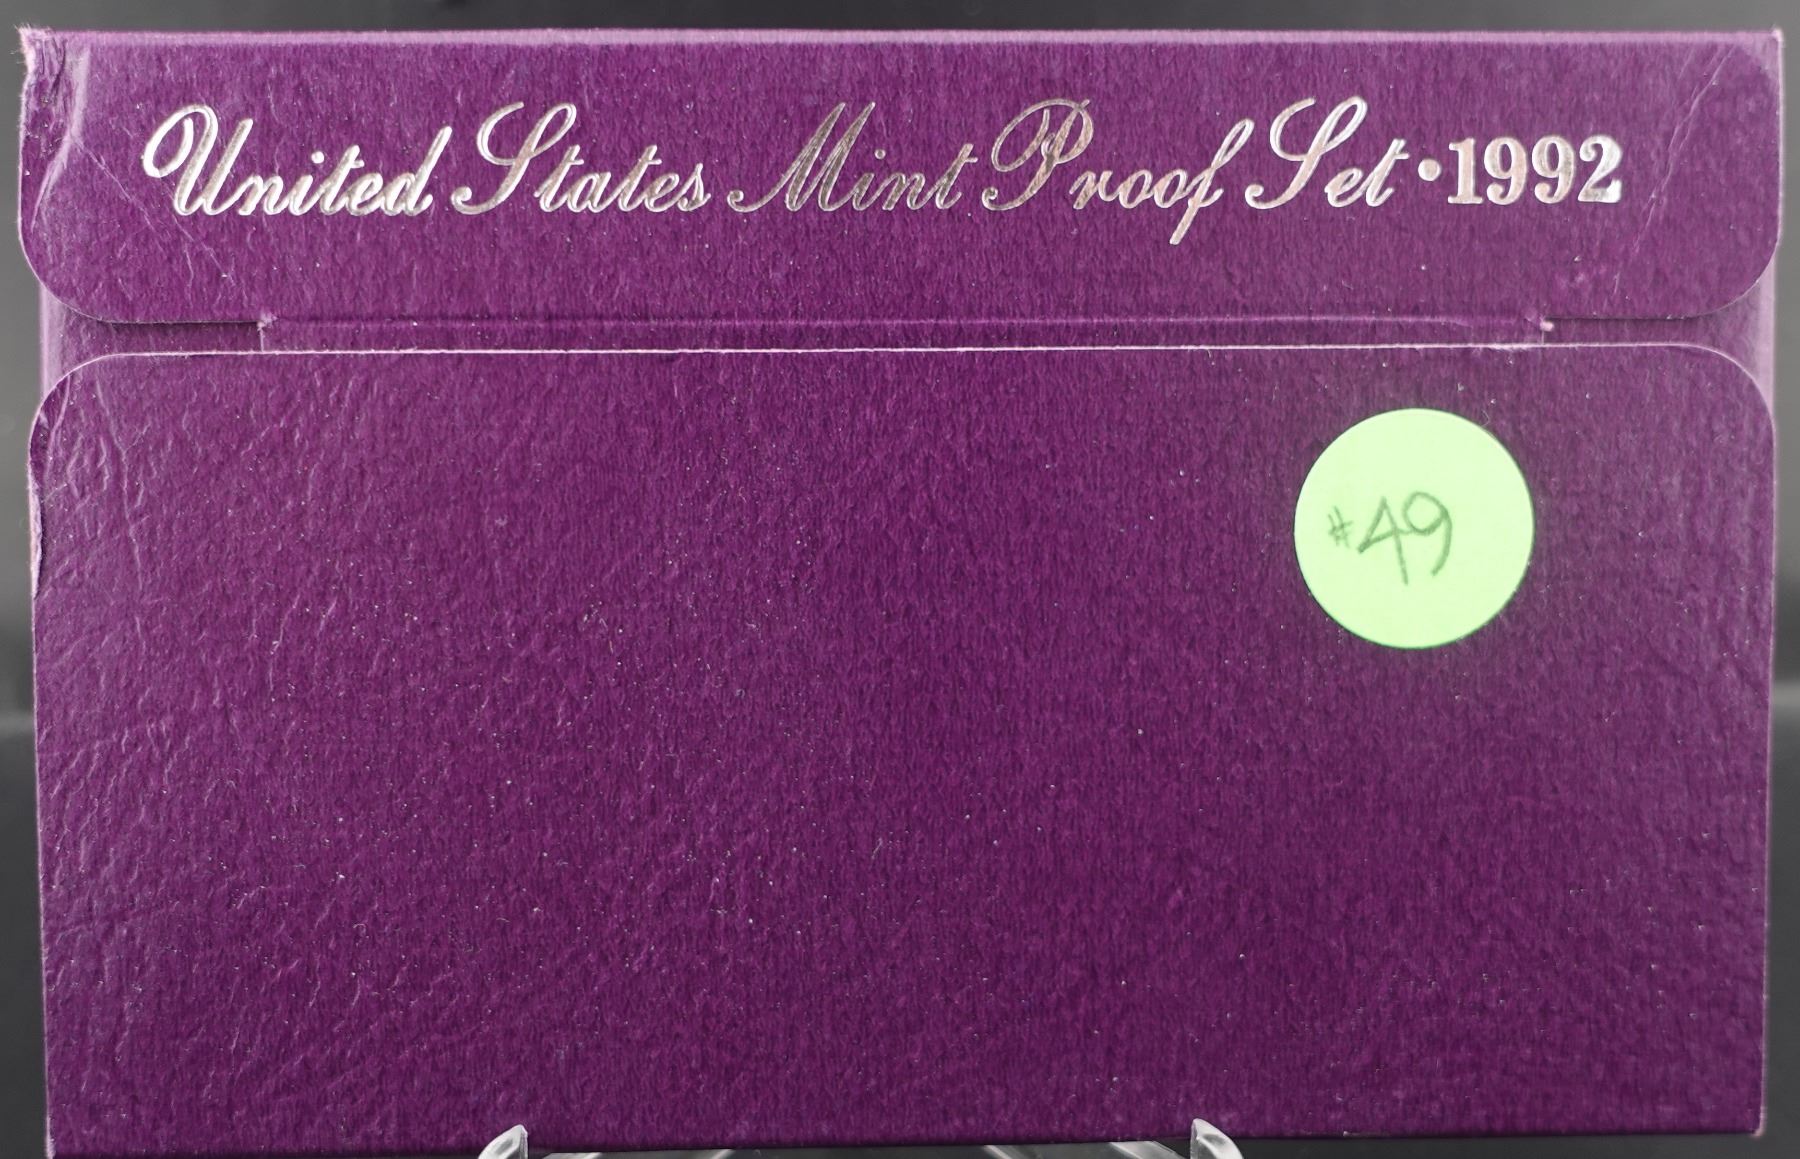 United States Mint Proof Set · 1992
#49